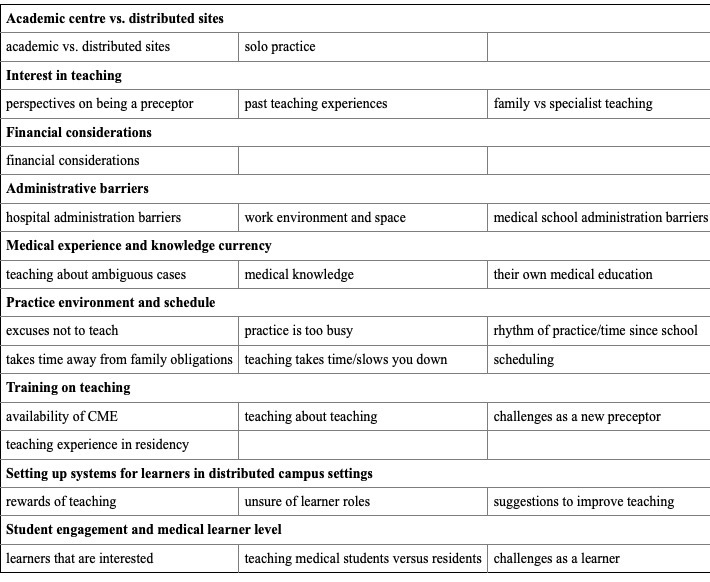 Academic centre vs. distributed sites
academic vs. distributed sites solo practice
Interest in teaching
perspectives on being a preceptor past teaching experiences family vs specialist teaching
Financial considerations
financial considerations
Administrative barriers
hospital administration barriers work environment and space medical school administration barriers
Medical experience and knowledge currency
teaching about ambiguous cases medical knowledge their own medical education
Practice environment and schedule
excuses not to teach practice is too busy rhythm of practice/time since school
takes time away from family obligations teaching takes time/slows you down scheduling
Training on teaching
availability of CME teaching about teaching challenges as a new preceptor
teaching experience in residency
Setting up systems for learners in distributed campus settings
rewards of teaching unsure of learner roles suggestions to improve teaching
Student engagement and medical learner level
learners that are interested teaching medical students versus residents challenges as a learner